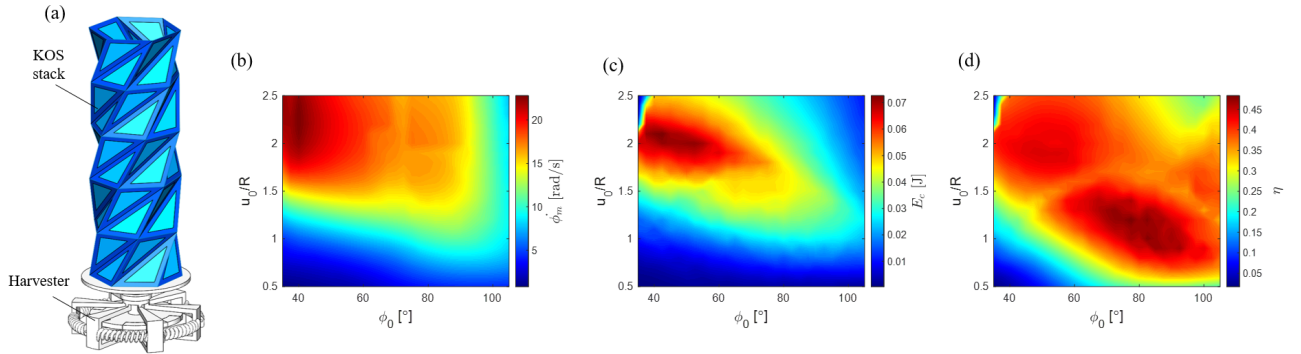 (a)
KOS
stack
Harvester
(b)
2.5
2
1.5
1
0.5
40
60
80
100
u₀/R
ϕ₀ [°]
20
15
10
5
ϕ̇ₘ [rad/s]
(c)
2.5
2
1.5
1
0.5
40
60
80
100
u₀/R
ϕ₀ [°]
0.07
0.06
0.05
0.04
0.03
0.02
0.01
E_c [J]
(d)
2.5
2
1.5
1
0.5
40
60
80
100
u₀/R
ϕ₀ [°]
0.45
0.4
0.35
0.3
0.25
0.2
0.15
0.1
0.05
η